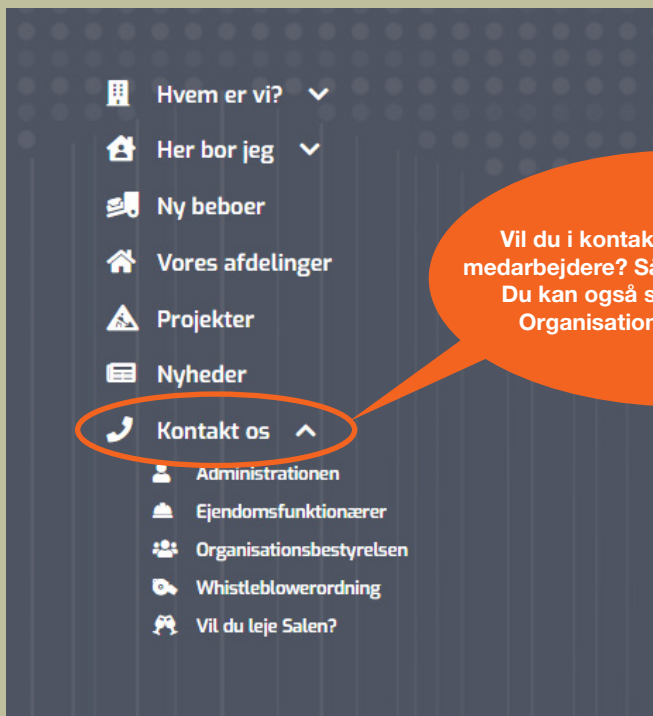 Hvem er vi?
Her bor jeg
Ny beboer
Vores afdelinger
Projekter
Nyheder
Kontakt os
Administrationen
Ejendomsfunktionærer
Organisationsbestyrelsen
Whistleblowerordning
Vil du leje Salen?
Vil du i kontak
medarbejdere? Så
Du kan også s
Organisation